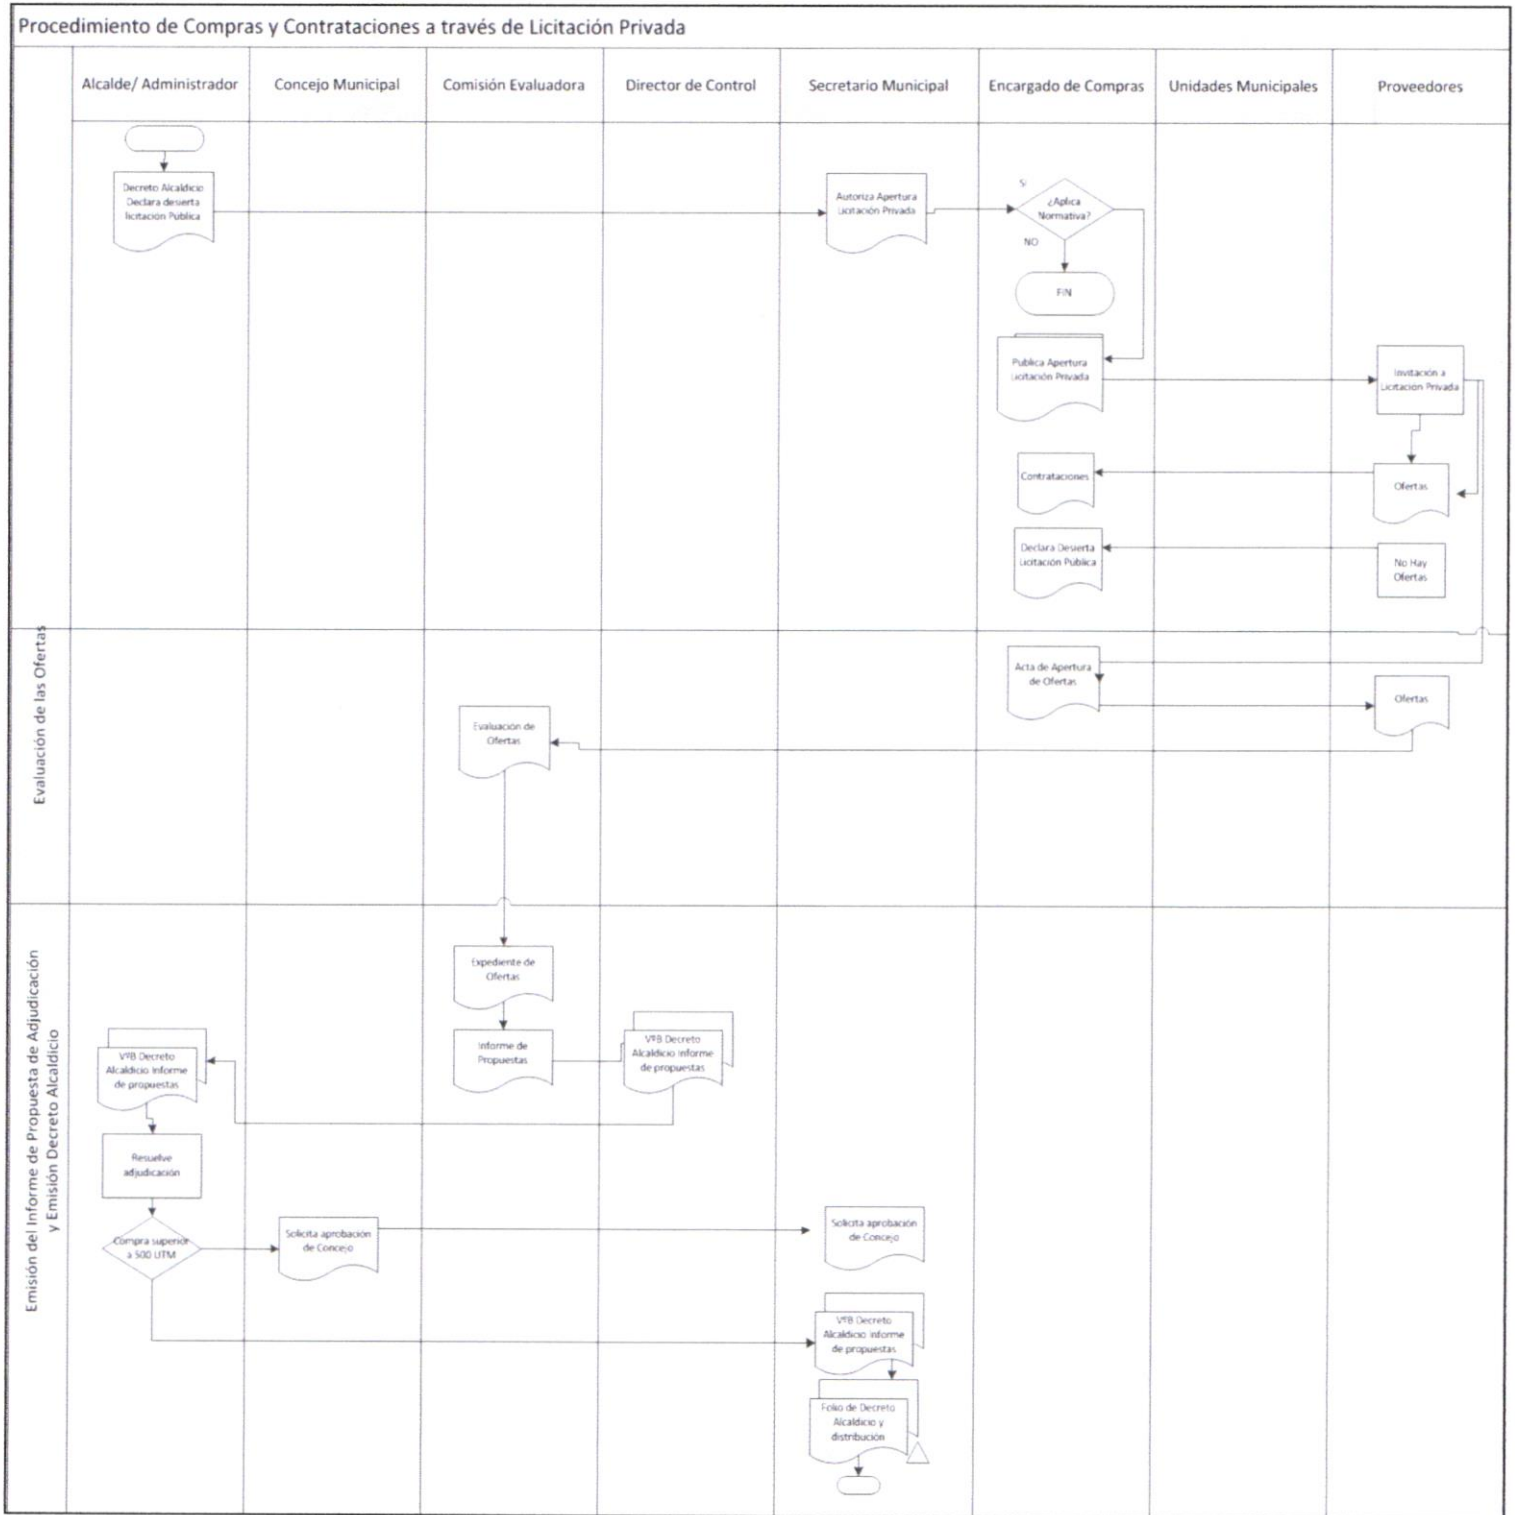 Procedimiento de Compras y Contrataciones a través de Licitación Privada
Alcalde/ Administrador
Concejo Municipal
Comisión Evaluadora
Director de Control
Secretario Municipal
Encargado de Compras
Unidades Municipales
Proveedores
Decreto Alcaldicio
Declara desierta
licitación Pública
Autoriza Apertura
Licitación Privada
SI
¿Aplica
Normativa?
NO
FIN
Publica Apertura
Licitación Privada
Invitación a
Licitación Privada
Contrataciones
Ofertas
Declara Desierta
Licitación Pública
No Hay
Ofertas
Evaluación de las Ofertas
Acta de Apertura
de Ofertas
Ofertas
Evaluación de
Ofertas
Emisión del Informe de Propuesta de Adjudicación
y Emisión Decreto Alcaldicio
Expediente de
Ofertas
Informe de
Propuestas
VºB Decreto
Alcaldicio Informe
de propuestas
VºB Decreto
Alcaldicio Informe
de propuestas
Resuelve
adjudicación
Compra superior
a 500 UTM
Solicita aprobación
de Concejo
Solicita aprobación
de Concejo
VºB Decreto
Alcaldicio Informe
de propuestas
Folio de Decreto
Alcaldicio y
distribución